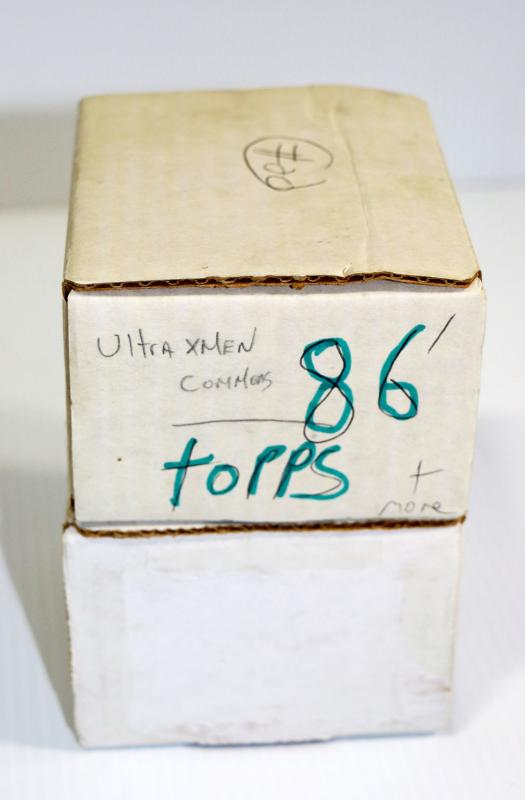 Ultra XMEN
Commons
86'
topps
+
more